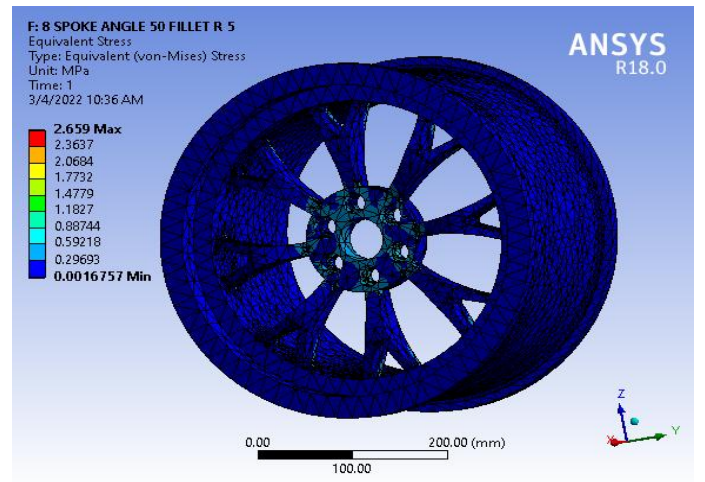 F: 8 SPOKE ANGLE 50 FILLET R 5
Equivalent Stress
Type: Equivalent (von-Mises) Stress
Unit: MPa
Time: 1
3/4/2022 10:36 AM
ANSYS
R18.0
2.659 Max
2.3637
2.0684
1.7732
1.4779
1.1827
0.88744
0.59218
0.29693
0.0016757 Min
0.00
200.00 (mm)
100.00
Z
X
Y